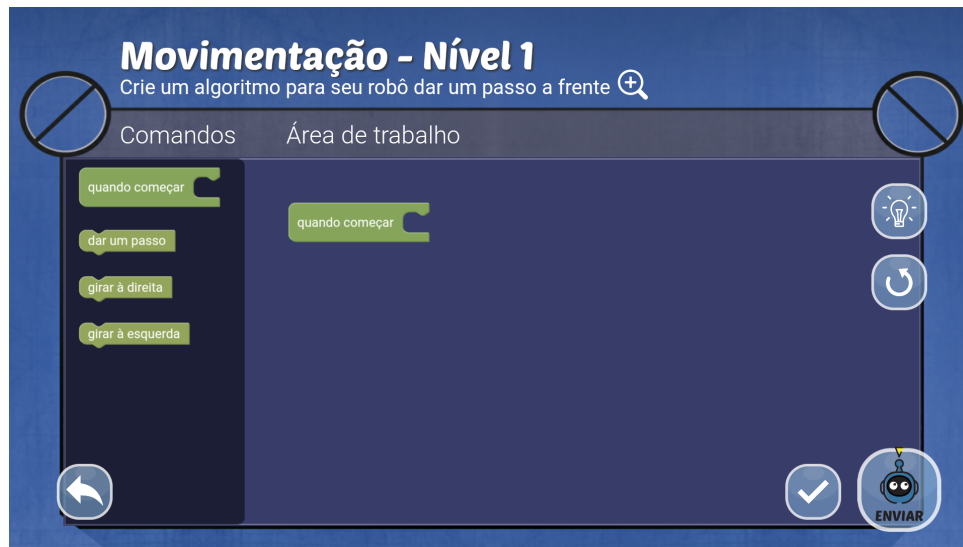 Movimentação - Nível 1
Crie um algoritmo para seu robô dar um passo a frente
Comandos
Área de trabalho
quando começar
dar um passo
girar à direita
girar à esquerda
quando começar
ENVIAR